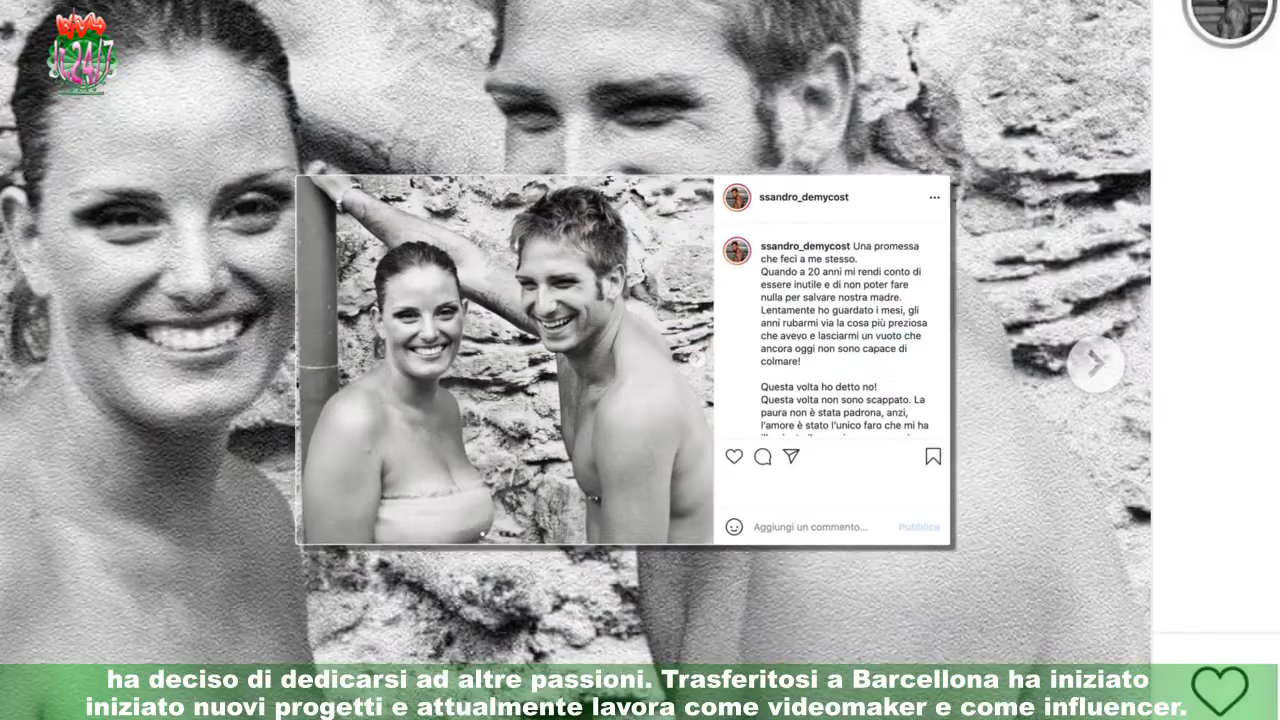 24/7
ssandro_demycost
ssandro_demycost Una promessa
che feci a me stesso.
Quando a 20 anni mi rendi conto di
essere inutile e di non poter fare
nulla per salvare nostra madre.
Lentamente ho guardato i mesi, gli
anni rubarmi via la cosa più preziosa
che avevo e lasciarmi un vuoto che
ancora oggi non sono capace di
colmare!
Questa volta ho detto no!
Questa volta non sono scappato. La
paura non è stata padrona, anzi,
l'amore è stato l'unico faro che mi ha
Aggiungi un commento...
Pubblica
ha deciso di dedicarsi ad altre passioni. Trasferitosi a Barcellona ha iniziato
iniziato nuovi progetti e attualmente lavora come videomaker e come influencer.